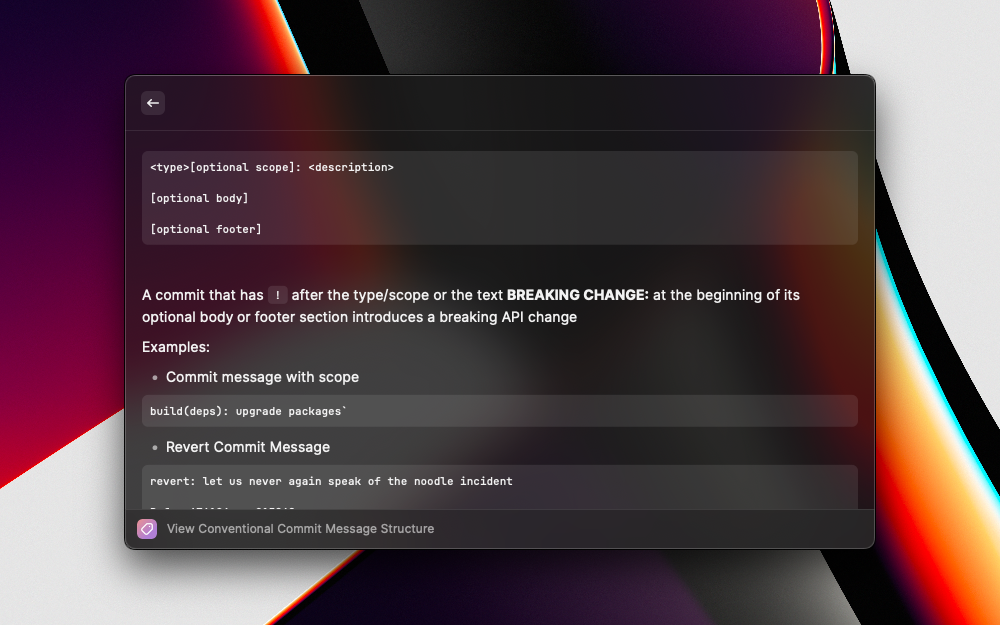 <type>[optional scope]: <description>
[optional body]
[optional footer]
A commit that has ! after the type/scope or the text BREAKING CHANGE: at the beginning of its
optional body or footer section introduces a breaking API change
Examples:
• Commit message with scope
build(deps): upgrade packages`
• Revert Commit Message
revert: let us never again speak of the noodle incident
View Conventional Commit Message Structure